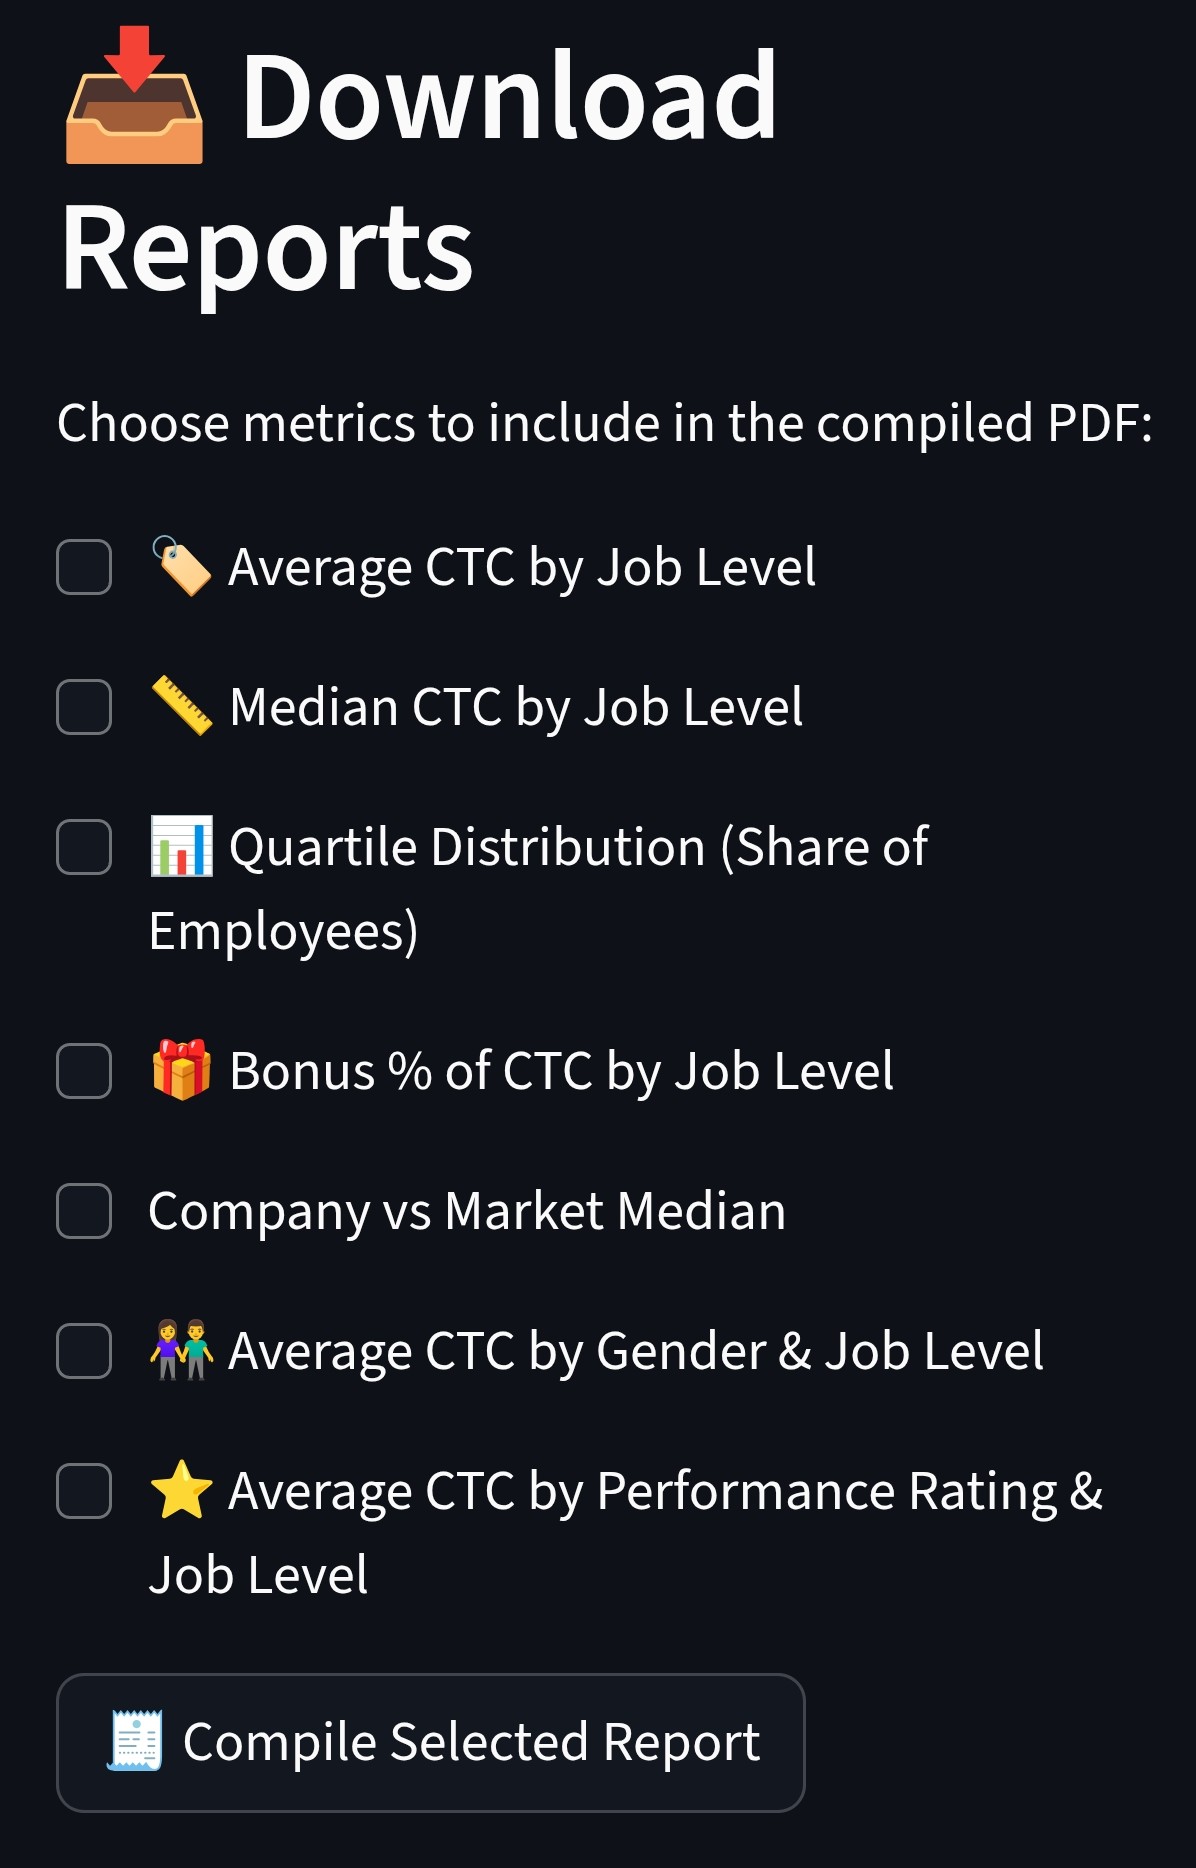 📥 Download
Reports
Choose metrics to include in the compiled PDF:
🏷️ Average CTC by Job Level
📏 Median CTC by Job Level
📊 Quartile Distribution (Share of
Employees)
🎁 Bonus % of CTC by Job Level
Company vs Market Median
👫 Average CTC by Gender & Job Level
⭐ Average CTC by Performance Rating &
Job Level
🧾 Compile Selected Report